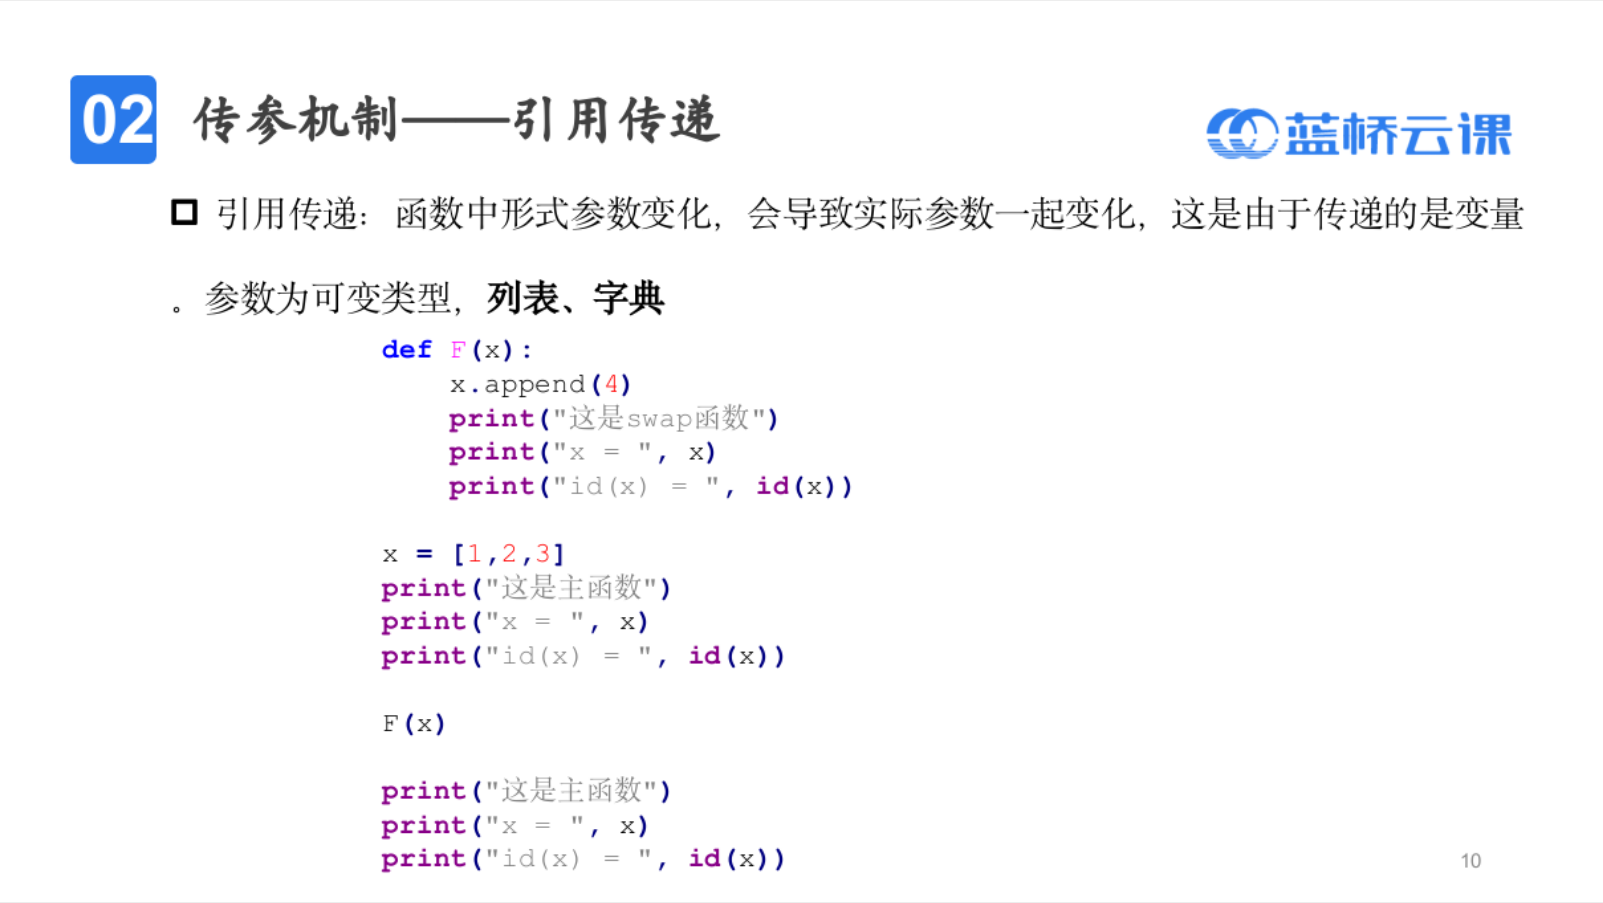 02 传参机制——引用传递
蓝桥云课
引用传递：函数中形式参数变化，会导致实际参数一起变化，这是由于传递的是变量
。参数为可变类型，列表、字典
def F(x):
    x.append(4)
    print("这是swap函数")
    print("x = ", x)
    print("id(x) = ", id(x))
x = [1,2,3]
print("这是主函数")
print("x = ", x)
print("id(x) = ", id(x))
F(x)
print("这是主函数")
print("x = ", x)
print("id(x) = ", id(x))
10